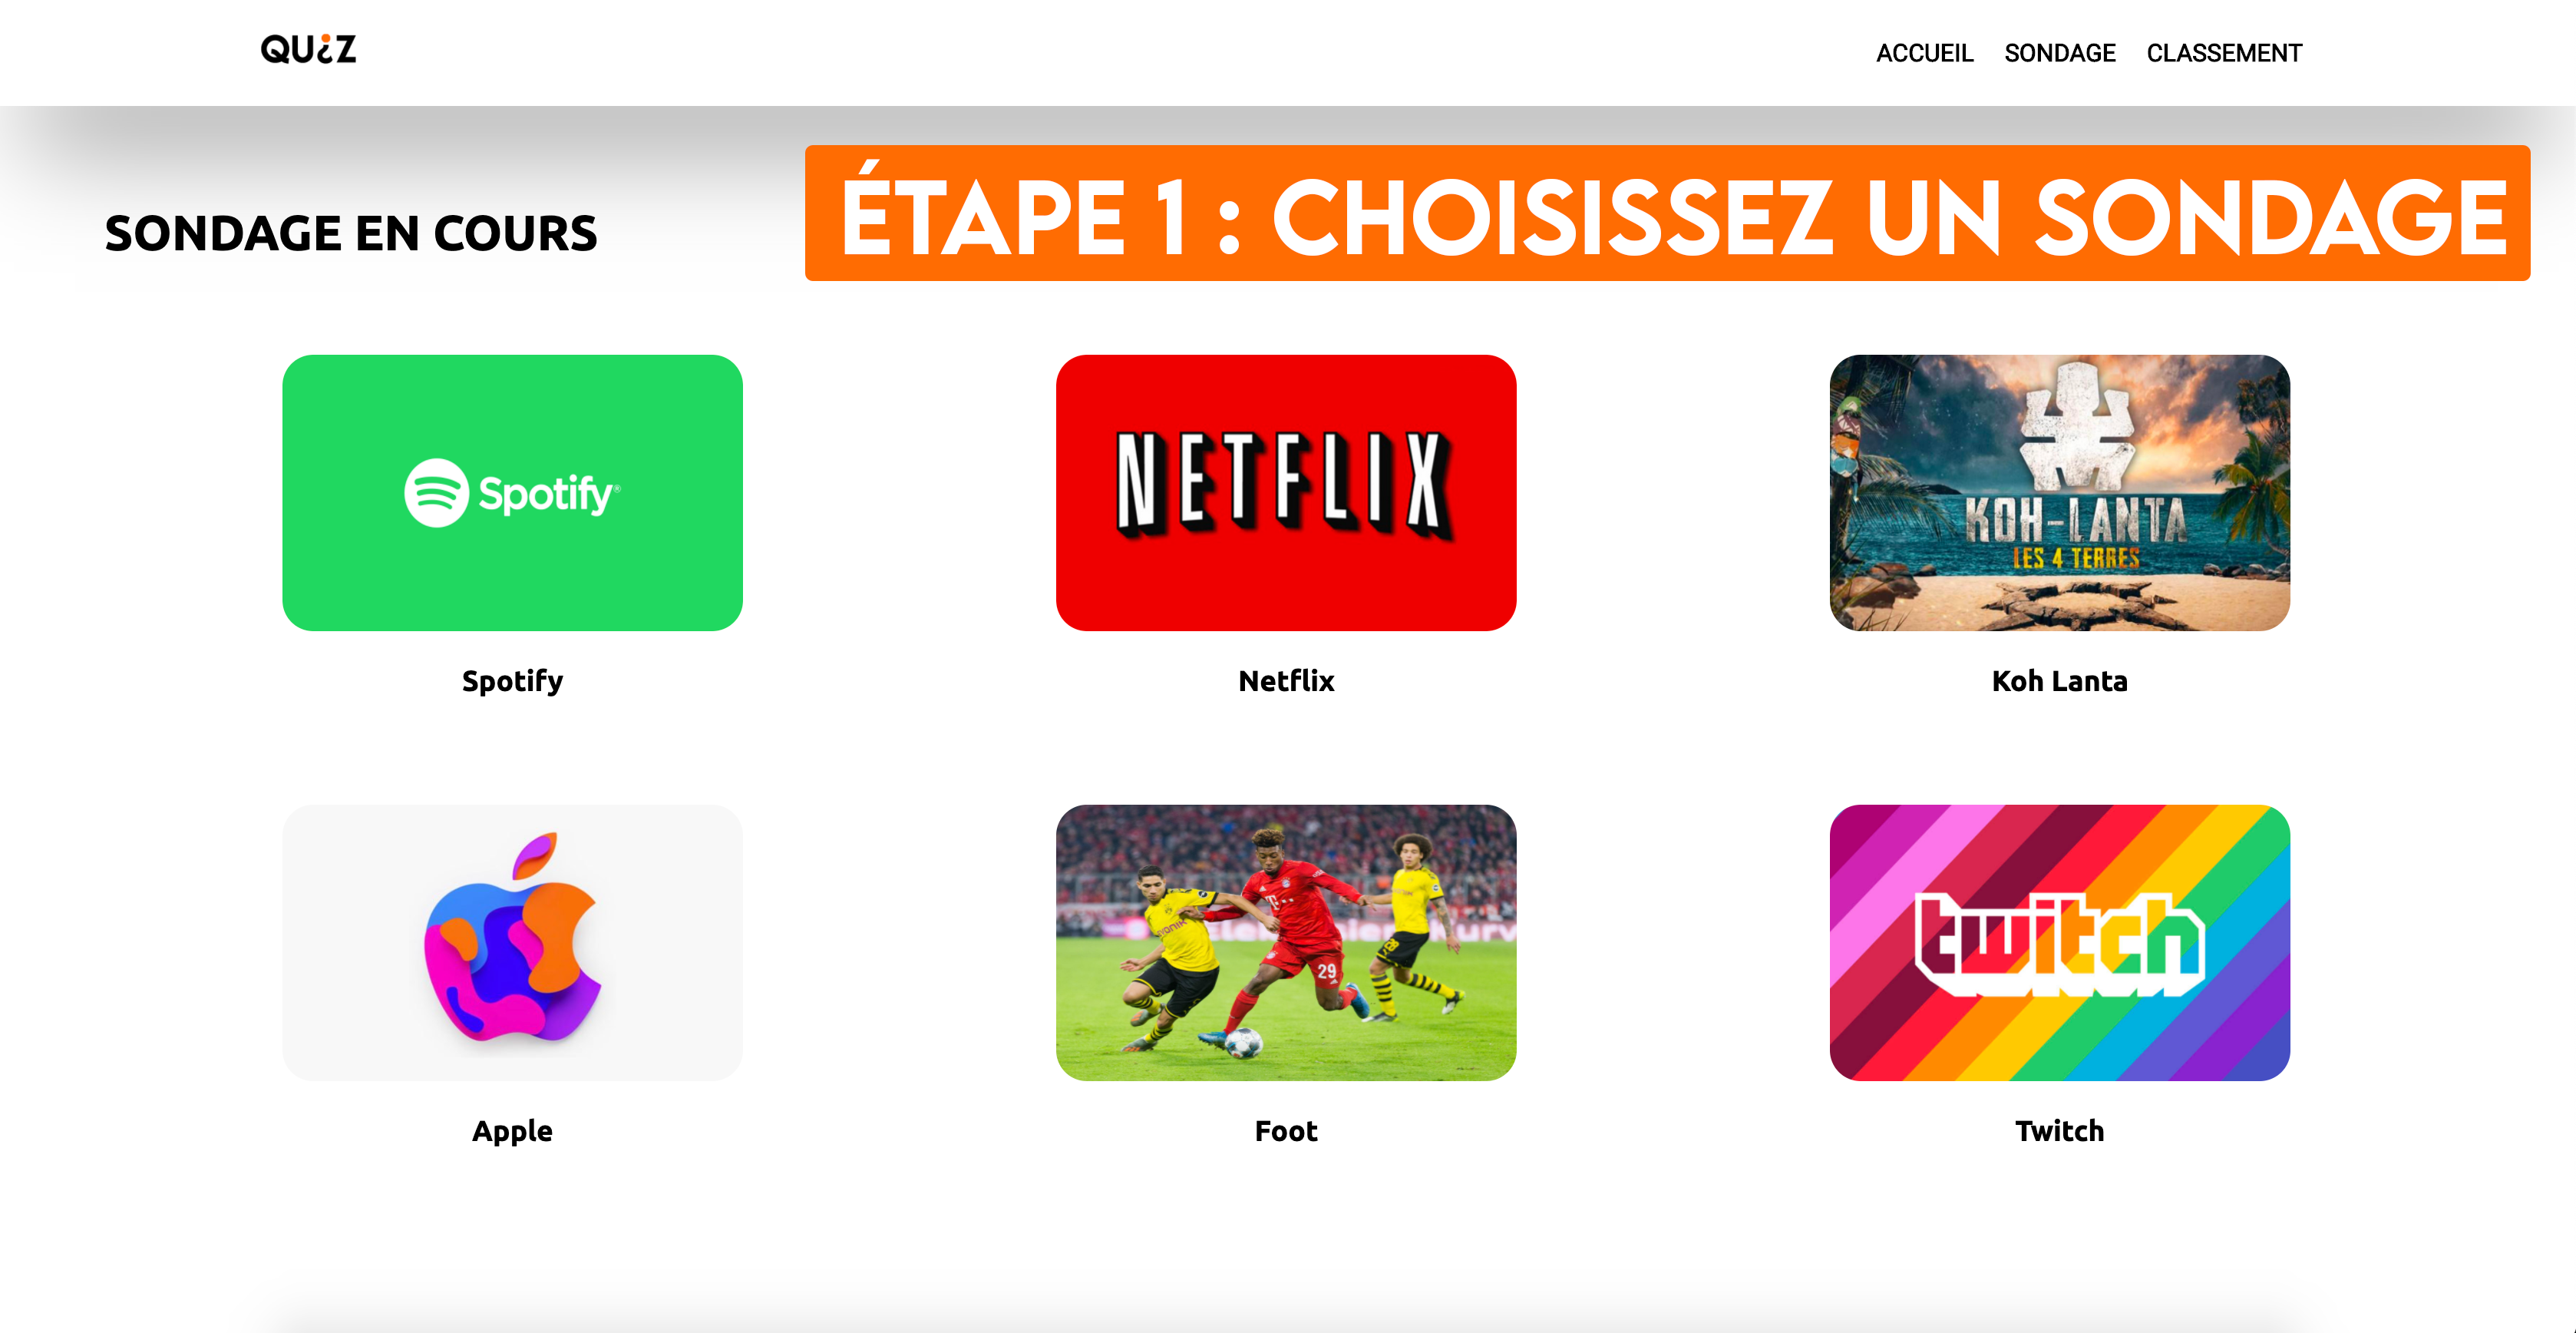 QU¿Z
ACCUEIL SONDAGE CLASSEMENT
SONDAGE EN COURS
ÉTAPE 1 : CHOISISSEZ UN SONDAGE
Spotify®
NETFLIX
KOH-LANTA
LES 4 TERRES
Spotify
Netflix
Koh Lanta
29
twitch
Apple
Foot
Twitch